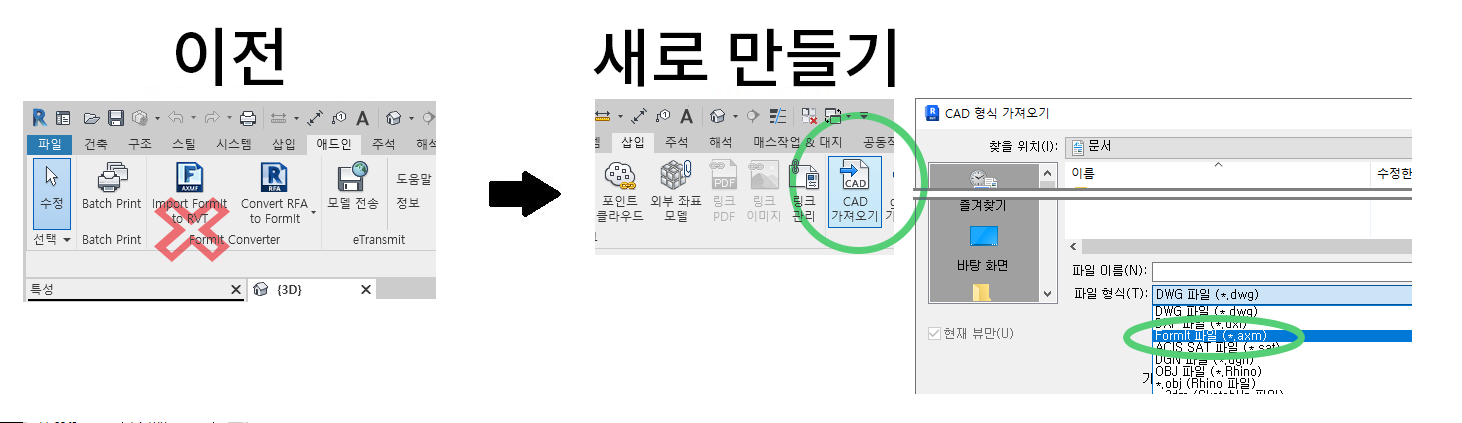 이전
새로 만들기
파일 건축 구조 스틸 시스템 삽입 애드인 주석 해석
수정
Batch Print
Import FormIt
to RVT
Convert RFA
to FormIt
모델 전송
도움말
정보
선택
Batch Print
FormIt Converter
eTransmit
특성
{3D}
삽입 주석 해석 매스작업 & 대지
포인트
클라우드
외부 좌표
모델
링크
PDF
링크
이미지
링크
관리
CAD
가져오기
CAD 형식 가져오기
찾을 위치(I):
문서
이름
수정한
즐겨찾기
바탕 화면
파일 이름(N):
파일 형식(T):
DWG 파일 (*.dwg)
DWG 파일 (*.dwg)
DXF 파일 (*.dxf)
FormIt 파일 (*.axm)
ACIS SAT 파일 (*.sat)
DGN 파일 (*.dgn)
OBJ 파일 (*.Rhino)
*.obj (Rhino 파일)
현재 뷰만(U)